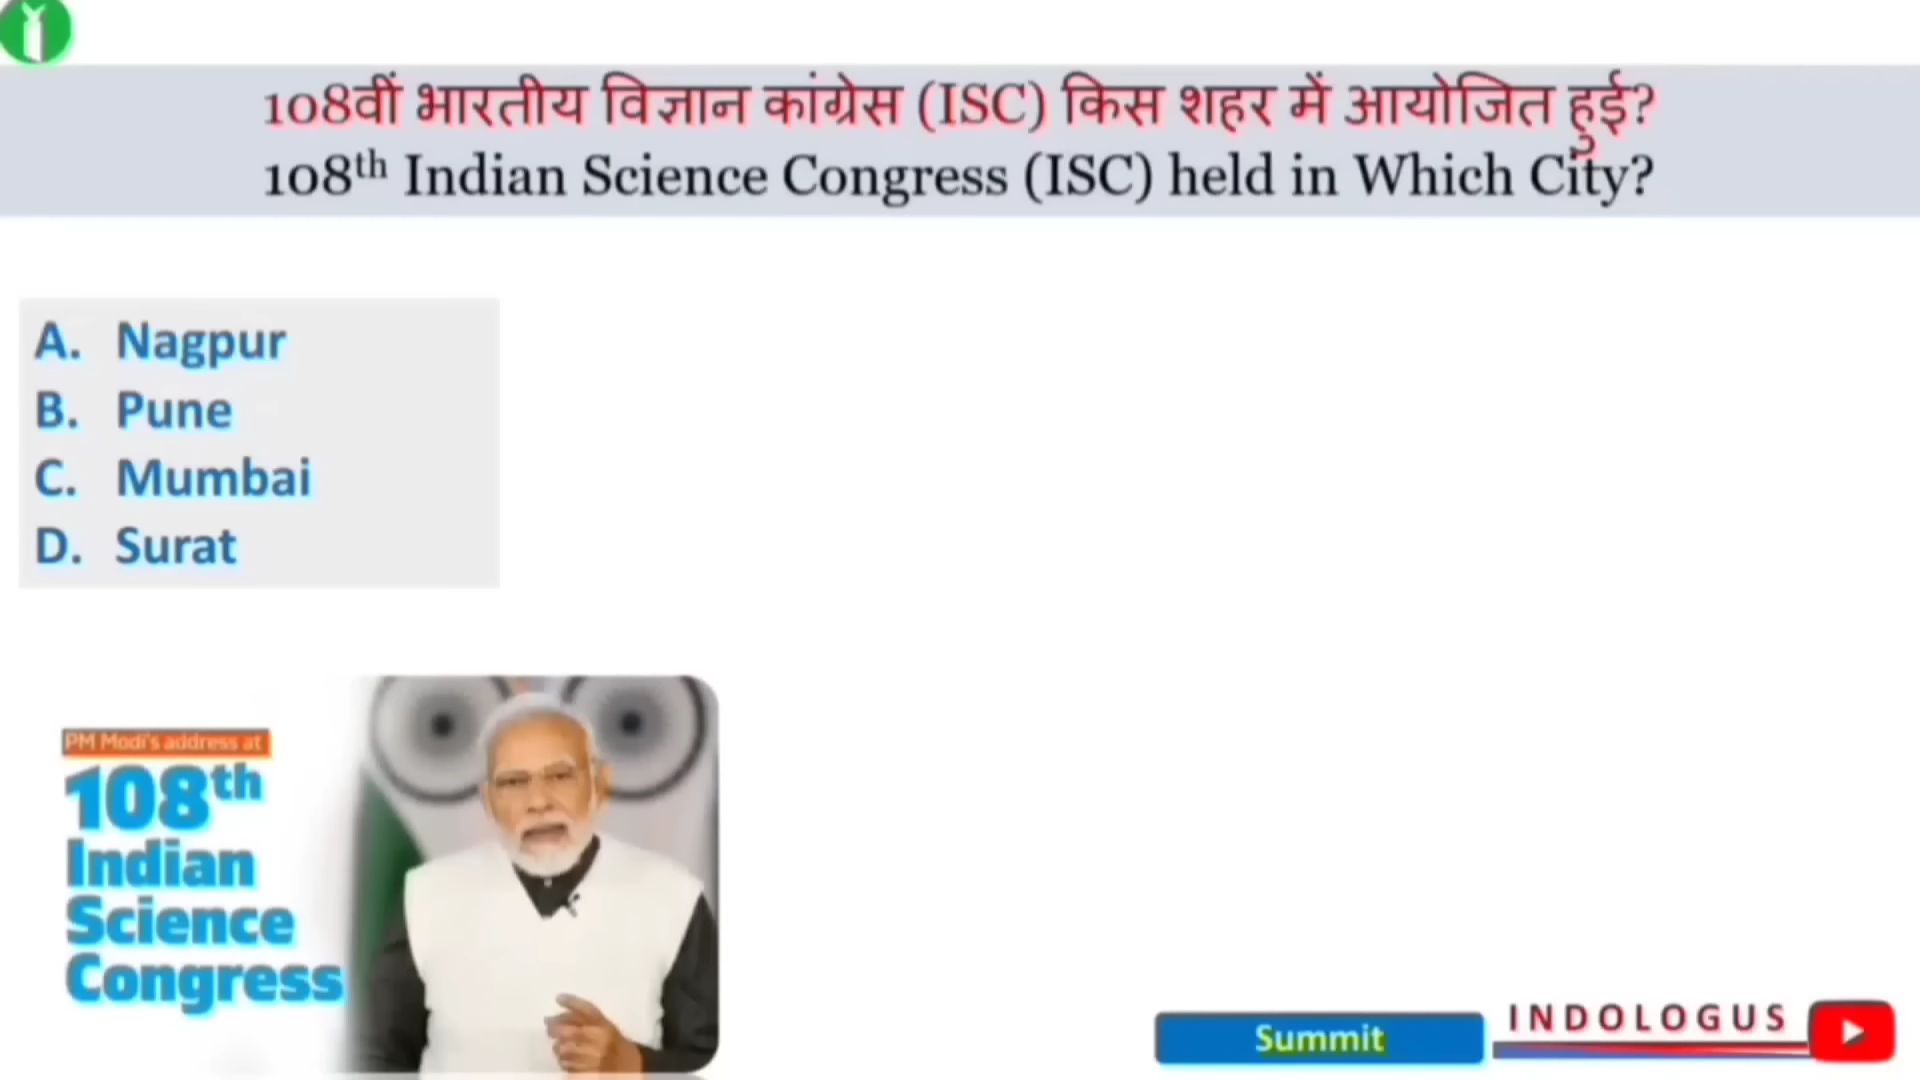 108वीं भारतीय विज्ञान कांग्रेस (ISC) किस शहर में आयोजित हुई?
108th Indian Science Congress (ISC) held in Which City?
A. Nagpur
B. Pune
C. Mumbai
D. Surat
PM Modi's address at
108th
Indian
Science
Congress
Summit
INDOLOGUS